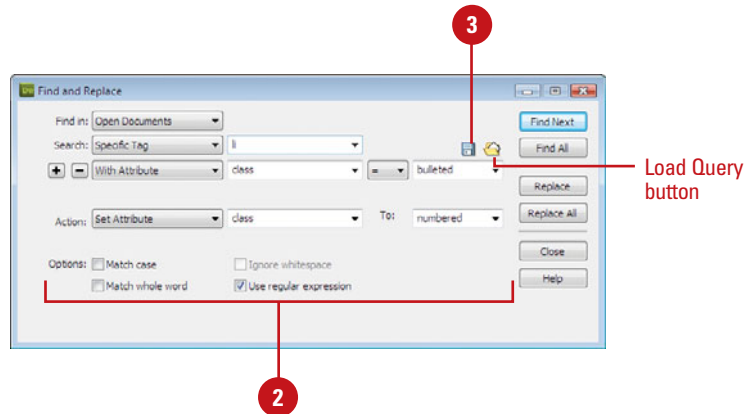 3
Dw Find and Replace
Find in: Open Documents
Find Next
Search: Specific Tag li
Find All
+ − With Attribute class = bulleted
Load Query
button
Replace
Action: Set Attribute class To: numbered
Replace All
Close
Options: Match case Ignore whitespace
Help
Match whole word Use regular expression
2